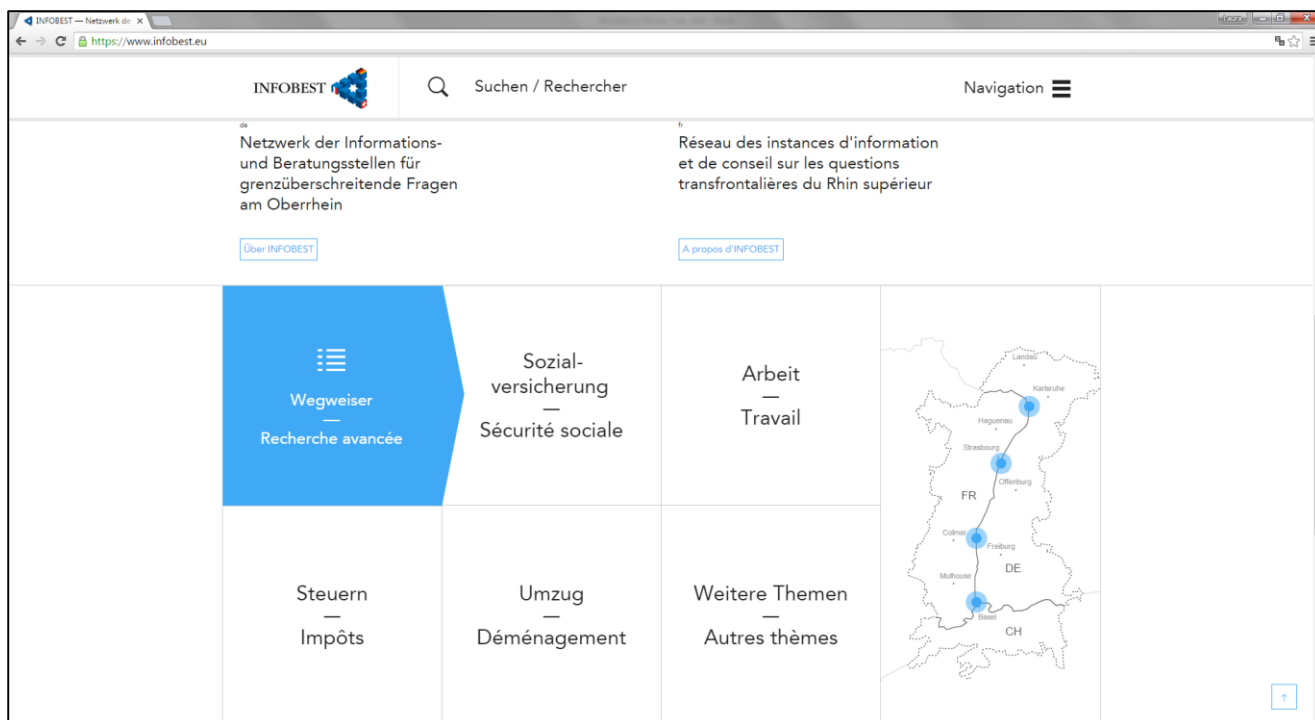 INFOBEST — Netzwerk de
https://www.infobest.eu
INFOBEST
Suchen / Rechercher
Navigation
de
Netzwerk der Informations-
und Beratungsstellen für
grenzüberschreitende Fragen
am Oberrhein
Über INFOBEST
fr
Réseau des instances d'information
et de conseil sur les questions
transfrontalières du Rhin supérieur
A propos d'INFOBEST
Wegweiser
—
Recherche avancée
Sozial-
versicherung
—
Sécurité sociale
Arbeit
—
Travail
Steuern
—
Impôts
Umzug
—
Déménagement
Weitere Themen
—
Autres thèmes
Landau
Karlsruhe
Haguenau
Strasbourg
Offenburg
FR
Colmar
Freiburg
DE
Mulhouse
Basel
CH